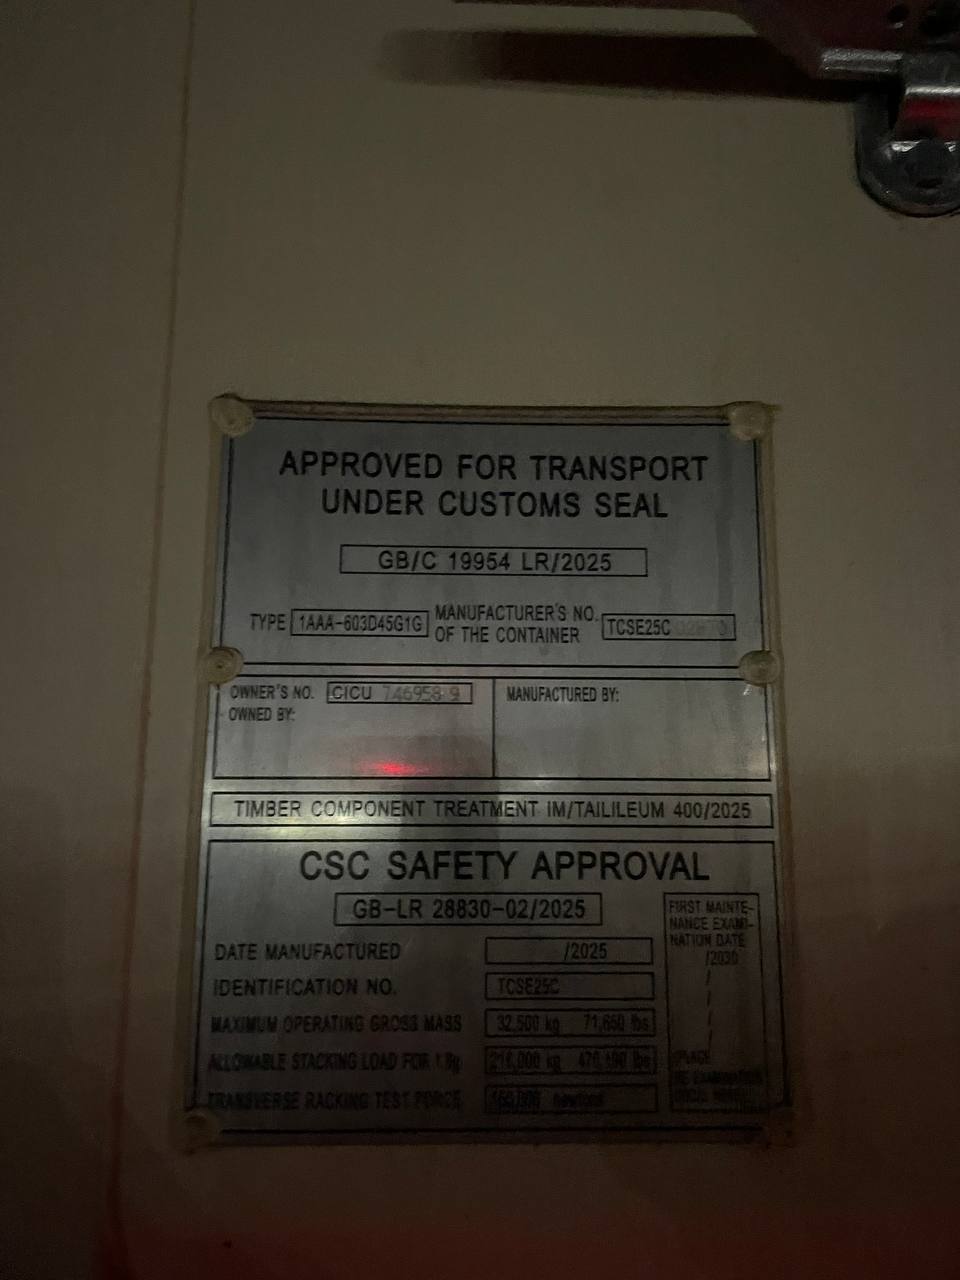 APPROVED FOR TRANSPORT
UNDER CUSTOMS SEAL
GB/C 19954 LR/2025
TYPE 1AAA-603D45G1G MANUFACTURER'S NO. OF THE CONTAINER TCSE25C
OWNER'S NO. CICU 746958 9
OWNED BY:
MANUFACTURED BY:
TIMBER COMPONENT TREATMENT IM/TAILILEUM 400/2025
CSC SAFETY APPROVAL
GB-LR 28830-02/2025
DATE MANUFACTURED /2025
IDENTIFICATION NO. TCSE25C
MAXIMUM OPERATING GROSS MASS 32,500 kg 71,650 lbs
ALLOWABLE STACKING LOAD FOR 1.8g 216,000 kg
TRANSVERSE RACKING TEST FORCE newtons
FIRST MAINTE-
NANCE EXAMI-
NATION DATE
/2030